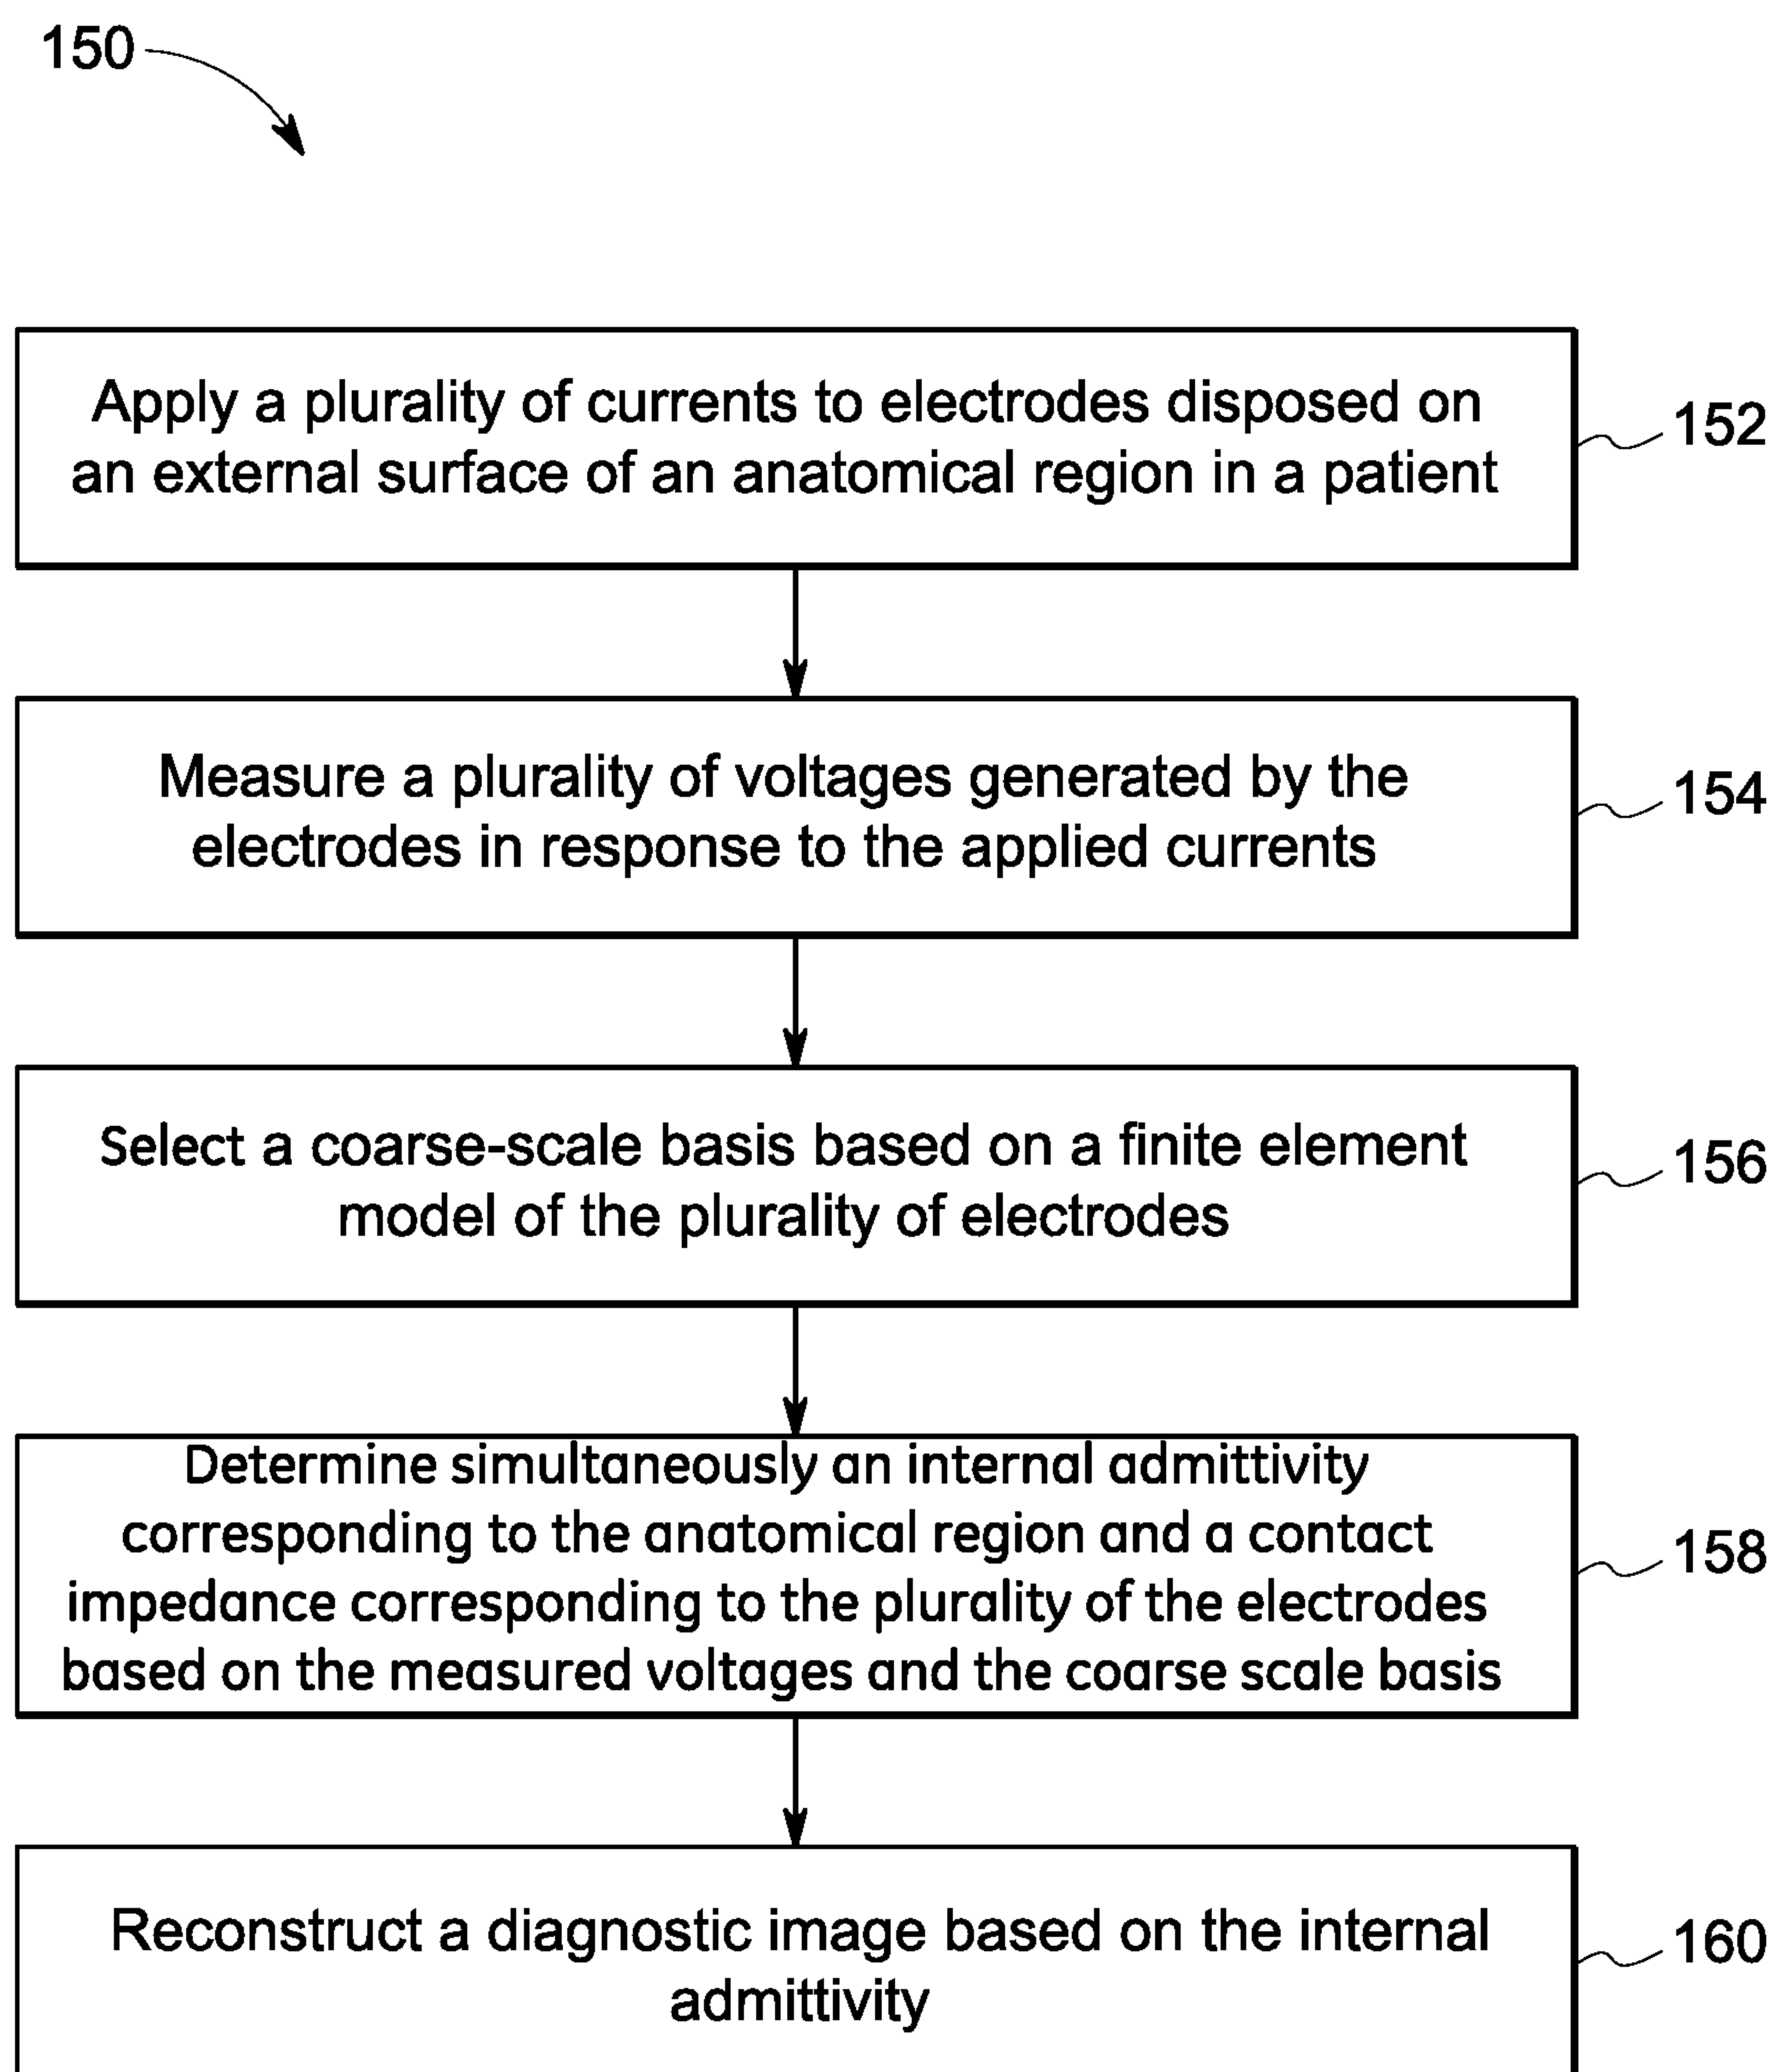 150
Apply a plurality of currents to electrodes disposed on
an external surface of an anatomical region in a patient
152
Measure a plurality of voltages generated by the
electrodes in response to the applied currents
154
Select a coarse-scale basis based on a finite element
model of the plurality of electrodes
156
Determine simultaneously an internal admittivity
corresponding to the anatomical region and a contact
impedance corresponding to the plurality of the electrodes
based on the measured voltages and the coarse scale basis
158
Reconstruct a diagnostic image based on the internal
admittivity
160